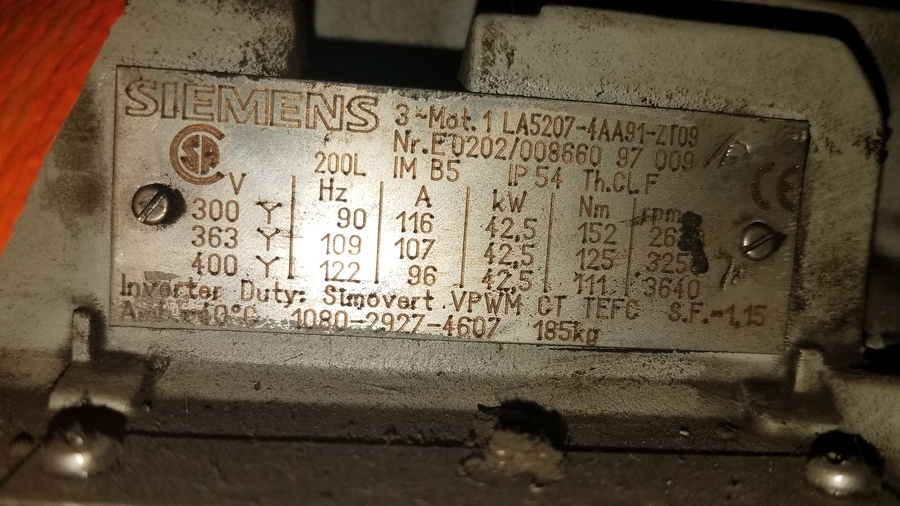 SIEMENS
3~Mot. 1 LA5207-4AA91-ZT09
Nr.E 0202/008660 97 009
200L IM B5 IP 54 Th.CL F
V Hz A kW Nm rpm
300 Y 90 116 42,5 152
363 Y 109 107 42,5 125
400 Y 122 96 42,5 111 3640
Inverter Duty: Simovert VPWM CT TEFC S.F.-1,15
40°C 1080-2927-4607 185kg